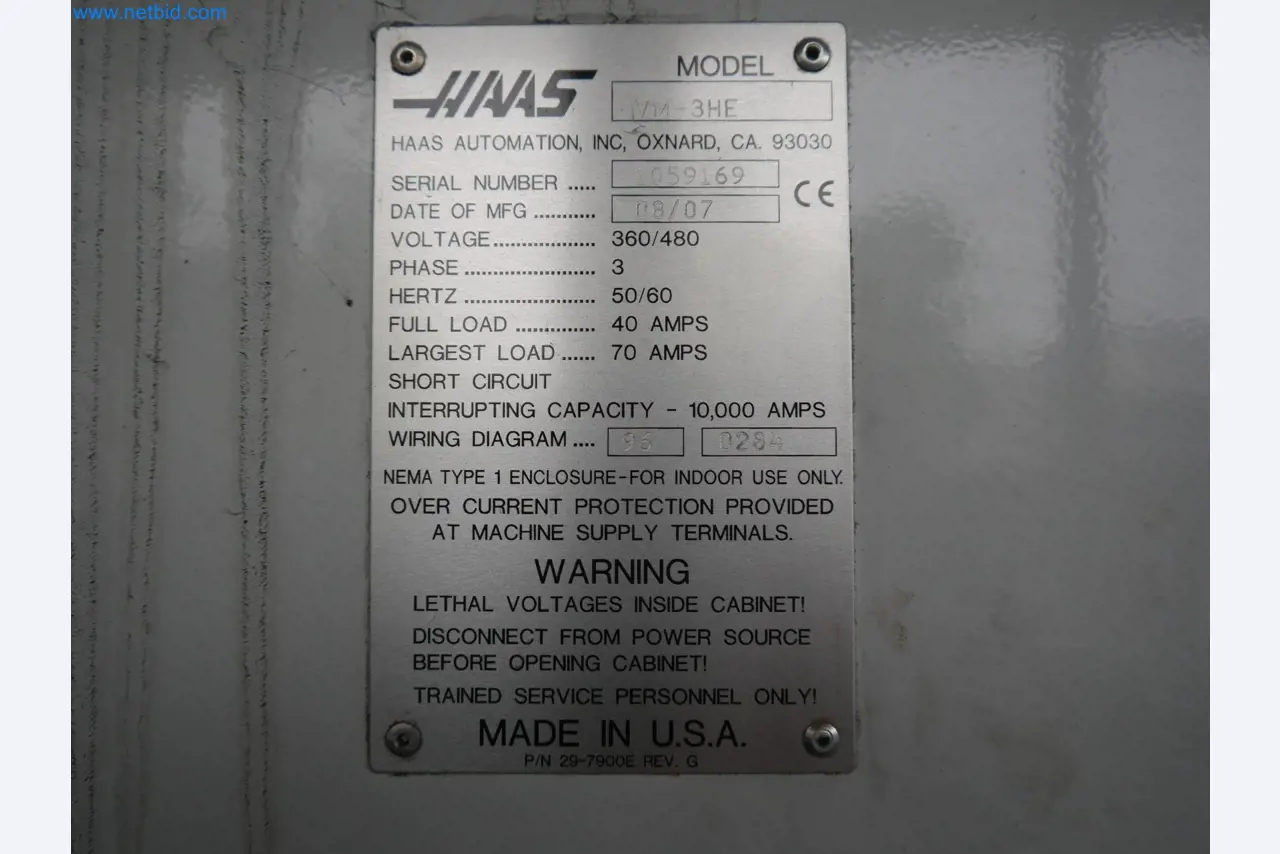 www.netbid.com
HAAS
MODEL
VM-3HE
HAAS AUTOMATION, INC, OXNARD, CA. 93030
SERIAL NUMBER ..... 1059169
CE
DATE OF MFG ........... 08/07
VOLTAGE.................. 360/480
PHASE ....................... 3
HERTZ ....................... 50/60
FULL LOAD .............. 40 AMPS
LARGEST LOAD ...... 70 AMPS
SHORT CIRCUIT
INTERRUPTING CAPACITY - 10,000 AMPS
WIRING DIAGRAM .... 96 0284
NEMA TYPE 1 ENCLOSURE-FOR INDOOR USE ONLY.
OVER CURRENT PROTECTION PROVIDED
AT MACHINE SUPPLY TERMINALS.
WARNING
LETHAL VOLTAGES INSIDE CABINET!
DISCONNECT FROM POWER SOURCE
BEFORE OPENING CABINET!
TRAINED SERVICE PERSONNEL ONLY!
MADE IN U.S.A.
P/N 29-7900E REV. G